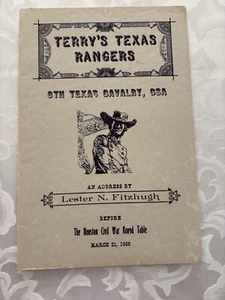 TERRY'S TEXAS
RANGERS
8TH TEXAS CAVALRY, CSA
AN ADDRESS BY
Lester N. Fitzhugh
BEFORE
The Houston Civil War Round Table
MARCH 21, 1958